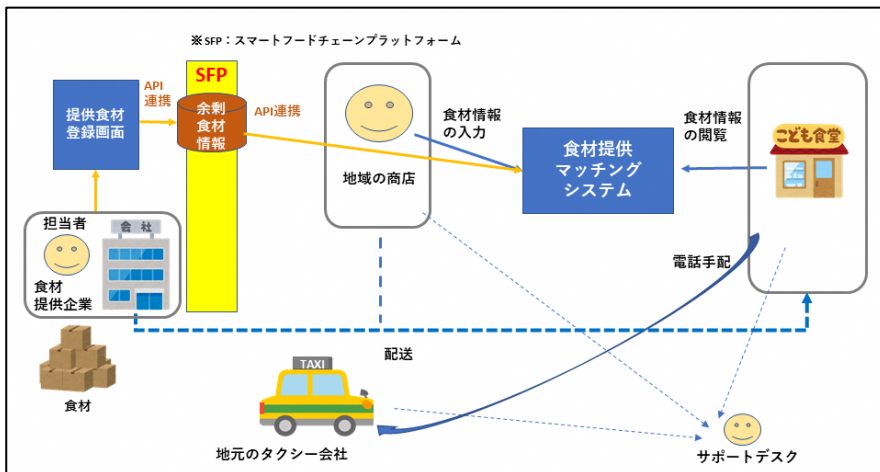 ※SFP：スマートフードチェーンプラットフォーム
SFP
API
連携
提供食材
登録画面
余剰
食材
情報
API連携
食材情報
の入力
地域の商店
食材提供
マッチング
システム
食材情報
の閲覧
こども食堂
担当者
会社
食材
提供企業
電話手配
配送
食材
TAXI
地元のタクシー会社
サポートデスク